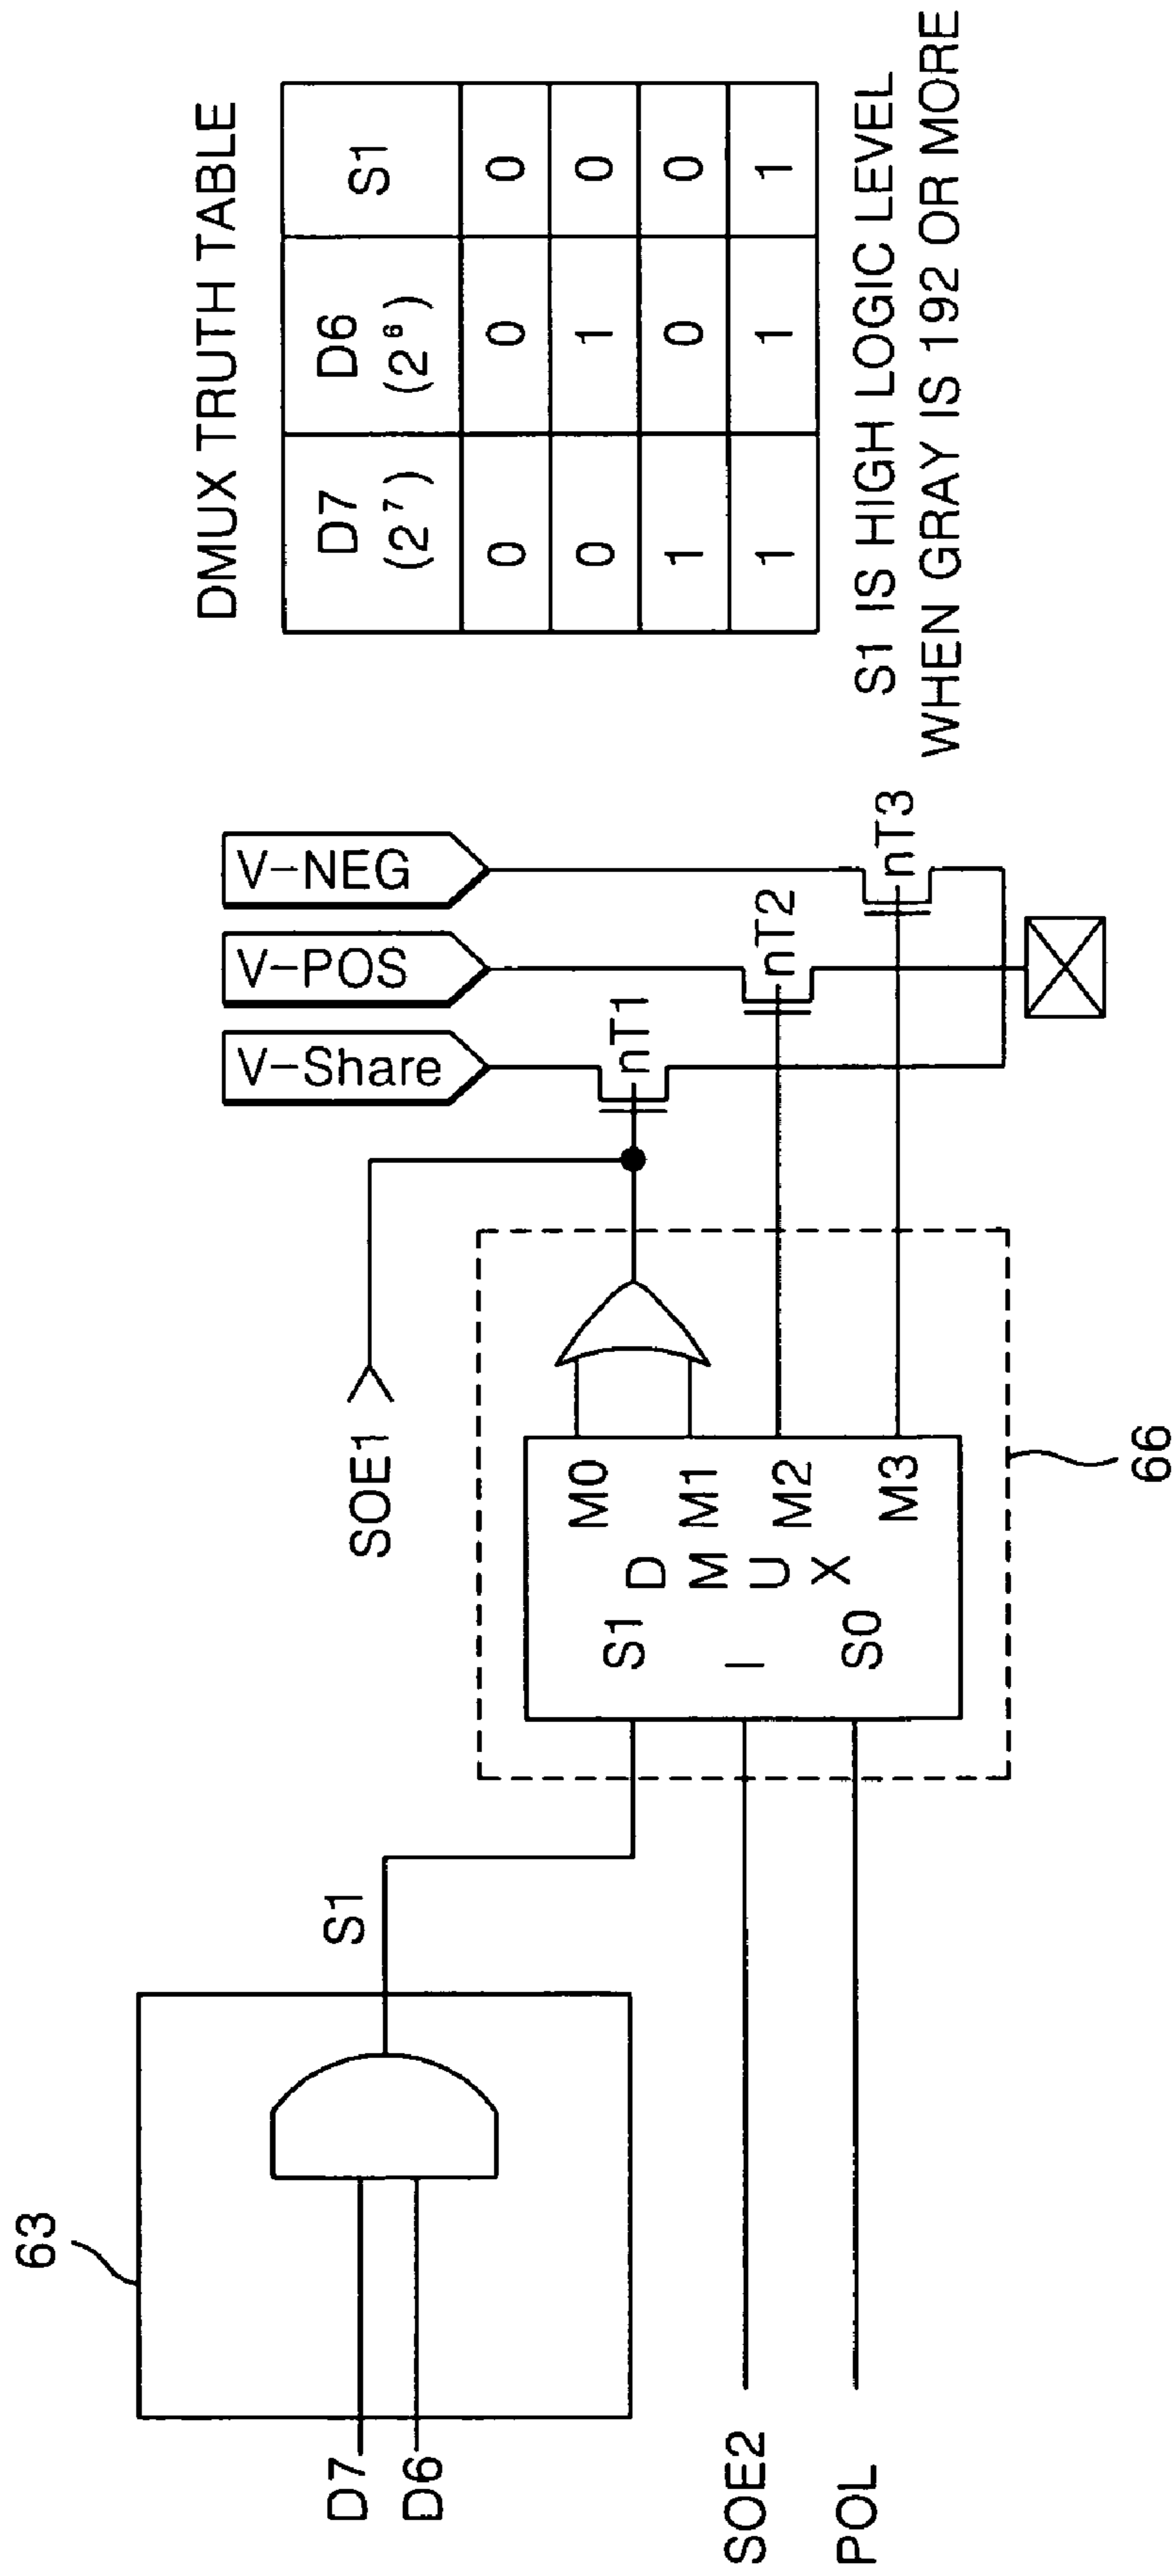 63
D7
D6
S1
SOE2
POL
SOE1
S1
I
S0
DMUX
M0
M1
M2
M3
66
V-Share
V-POS
V-NEG
nT1
nT2
nT3
DMUX TRUTH TABLE
D7 D6 S1
(2⁷) (2⁶)
0 0 0
0 1 0
1 0 0
1 1 1
S1 IS HIGH LOGIC LEVEL
WHEN GRAY IS 192 OR MORE